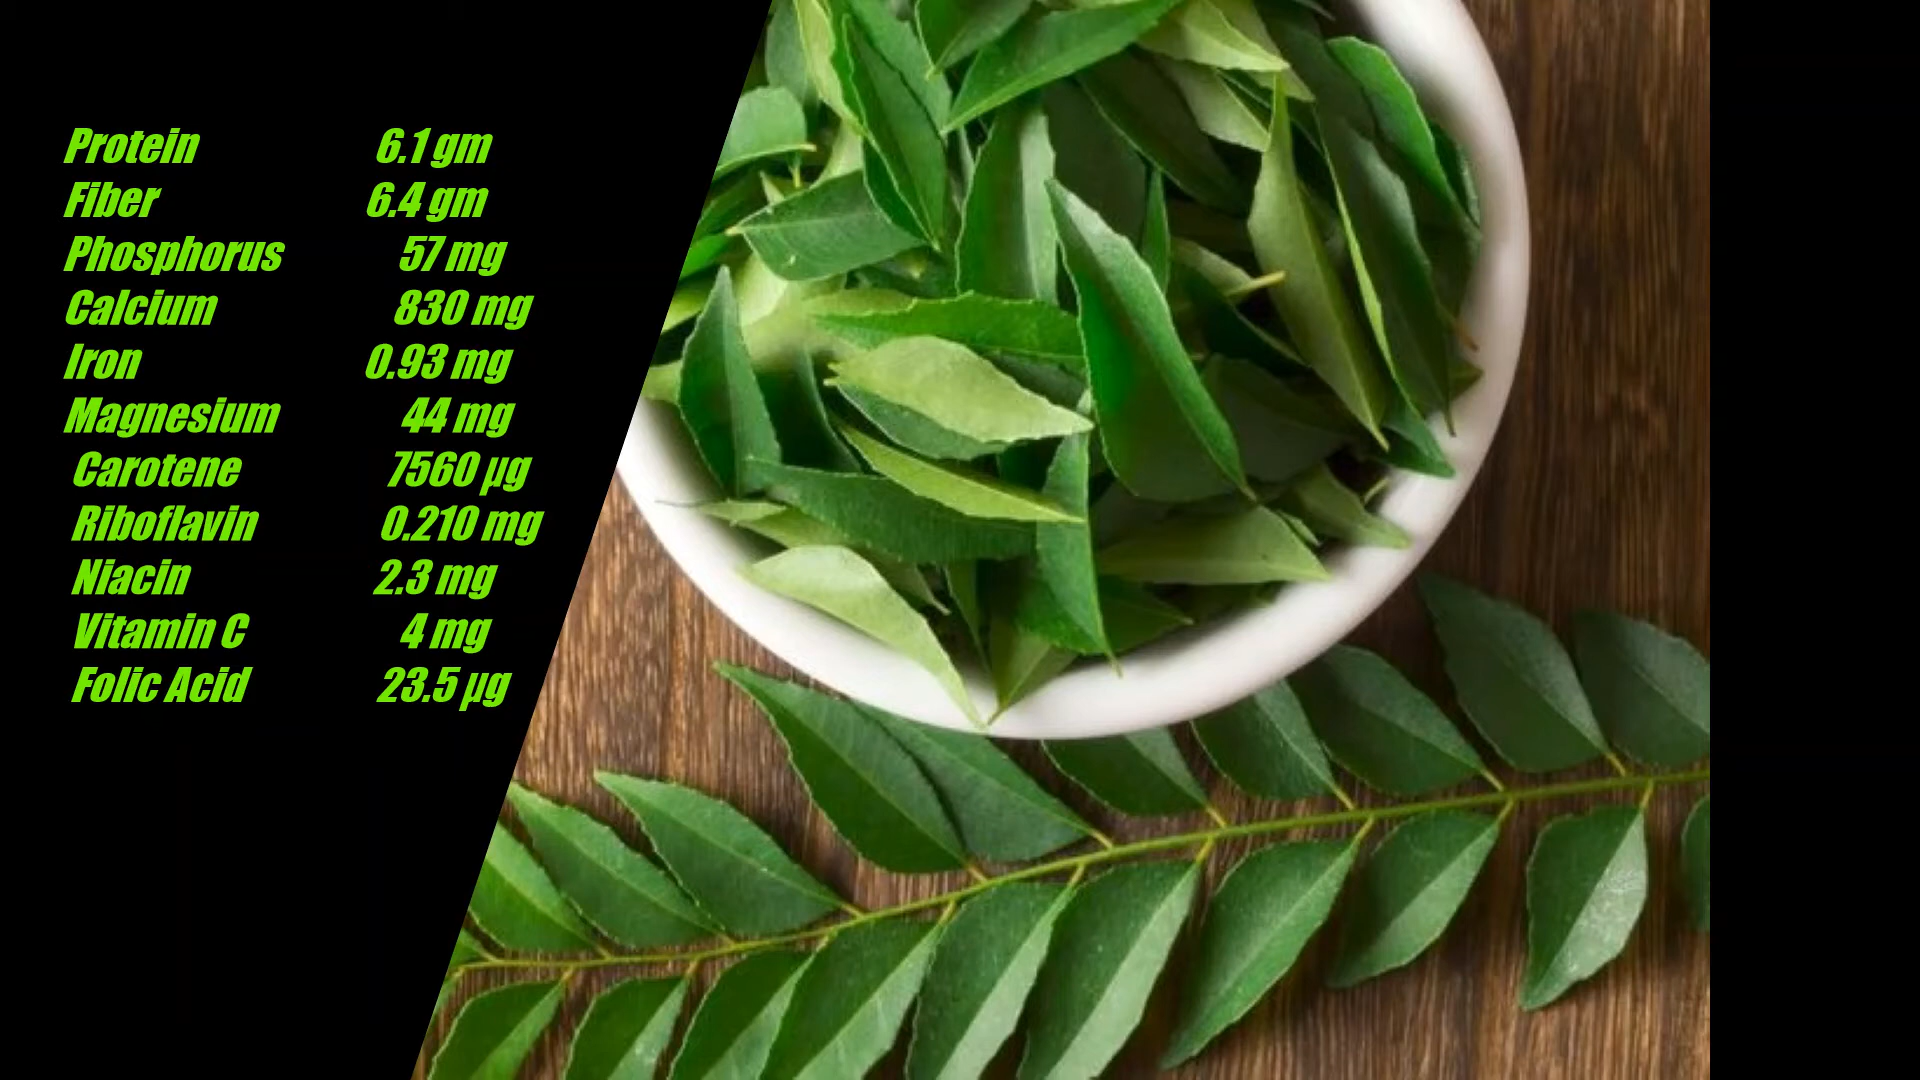 Protein 6.1 gm
Fiber 6.4 gm
Phosphorus 57 mg
Calcium 830 mg
Iron 0.93 mg
Magnesium 44 mg
Carotene 7560 µg
Riboflavin 0.210 mg
Niacin 2.3 mg
Vitamin C 4 mg
Folic Acid 23.5 µg